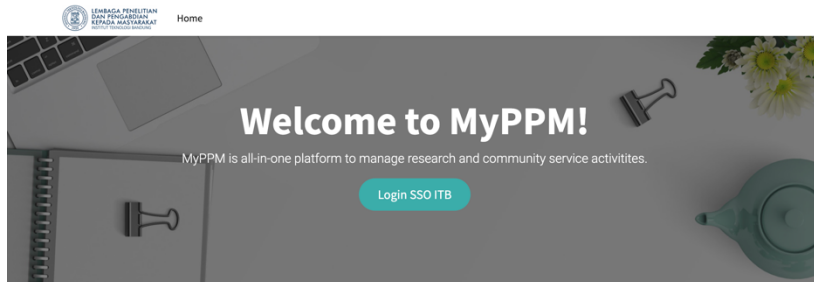 LEMBAGA PENELITIAN
DAN PENGABDIAN
KEPADA MASYARAKAT
INSTITUT TEKNOLOGI BANDUNG
Home
Welcome to MyPPM!
MyPPM is all-in-one platform to manage research and community service activitites.
Login SSO ITB